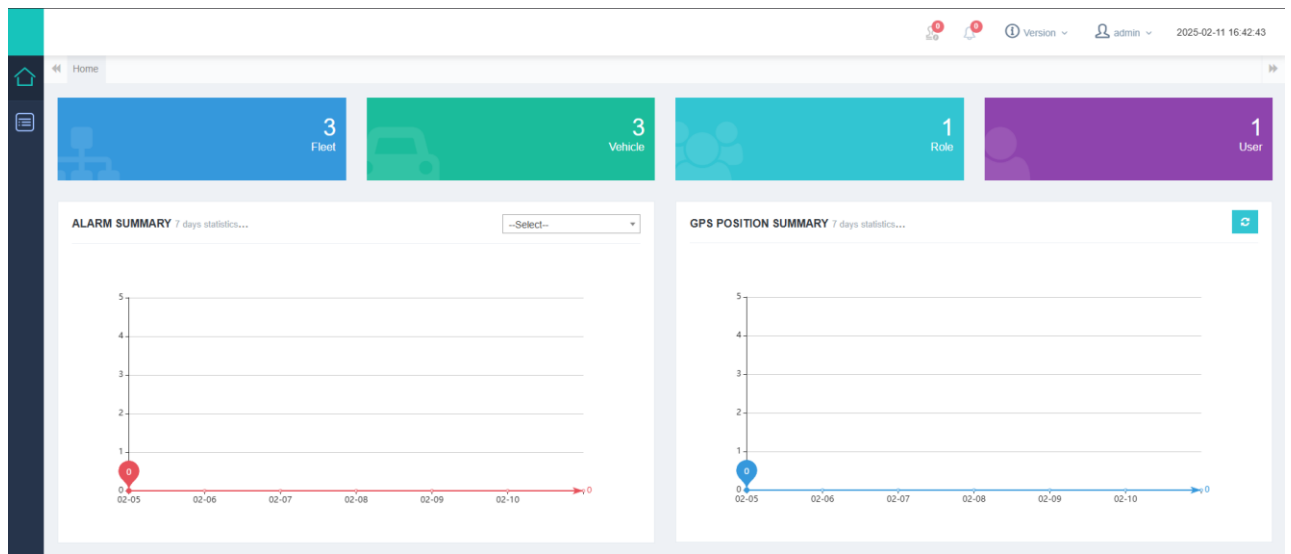 0
0
Version
admin
2025-02-11 16:42:43
Home
3
Fleet
3
Vehicle
1
Role
1
User
ALARM SUMMARY 7 days statistics...
--Select--
5
4
3
2
1
0
0
0
02-05 02-06 02-07 02-08 02-09 02-10
GPS POSITION SUMMARY 7 days statistics...
5
4
3
2
1
0
0
0
02-05 02-06 02-07 02-08 02-09 02-10